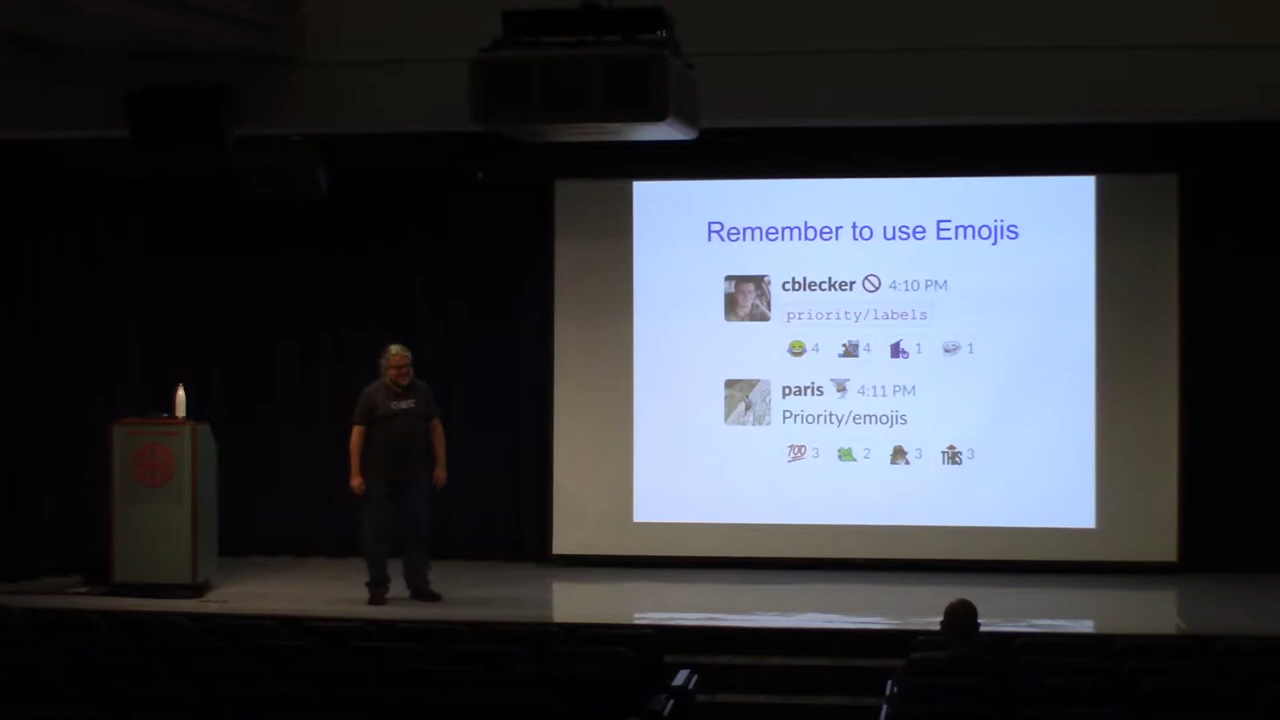 Remember to use Emojis
cblecker 4:10 PM
priority/labels
4 4 1 1
paris 4:11 PM
Priority/emojis
100 3 2 3 THIS 3